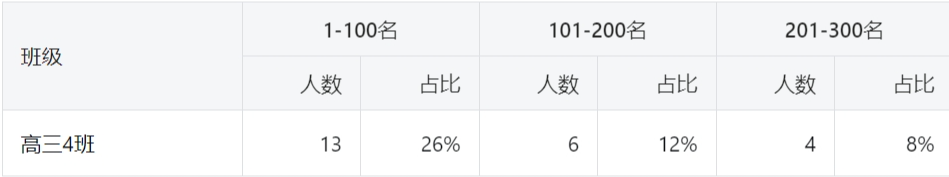 班级 1-100名 101-200名 201-300名
人数 占比 人数 占比 人数 占比
高三4班 13 26% 6 12% 4 8%